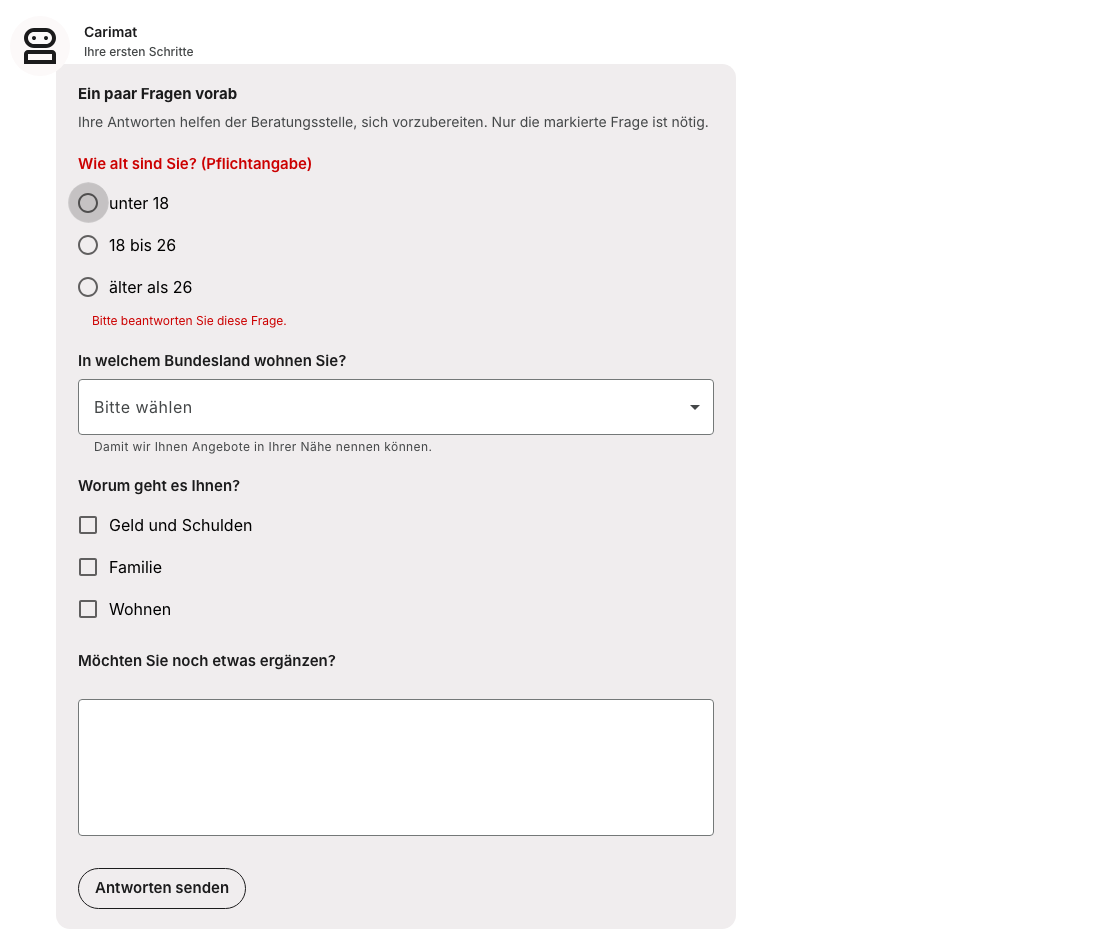 Carimat
Ihre ersten Schritte
Ein paar Fragen vorab
Ihre Antworten helfen der Beratungsstelle, sich vorzubereiten. Nur die markierte Frage ist nötig.
Wie alt sind Sie? (Pflichtangabe)
unter 18
18 bis 26
älter als 26
Bitte beantworten Sie diese Frage.
In welchem Bundesland wohnen Sie?
Bitte wählen
Damit wir Ihnen Angebote in Ihrer Nähe nennen können.
Worum geht es Ihnen?
Geld und Schulden
Familie
Wohnen
Möchten Sie noch etwas ergänzen?
Antworten senden